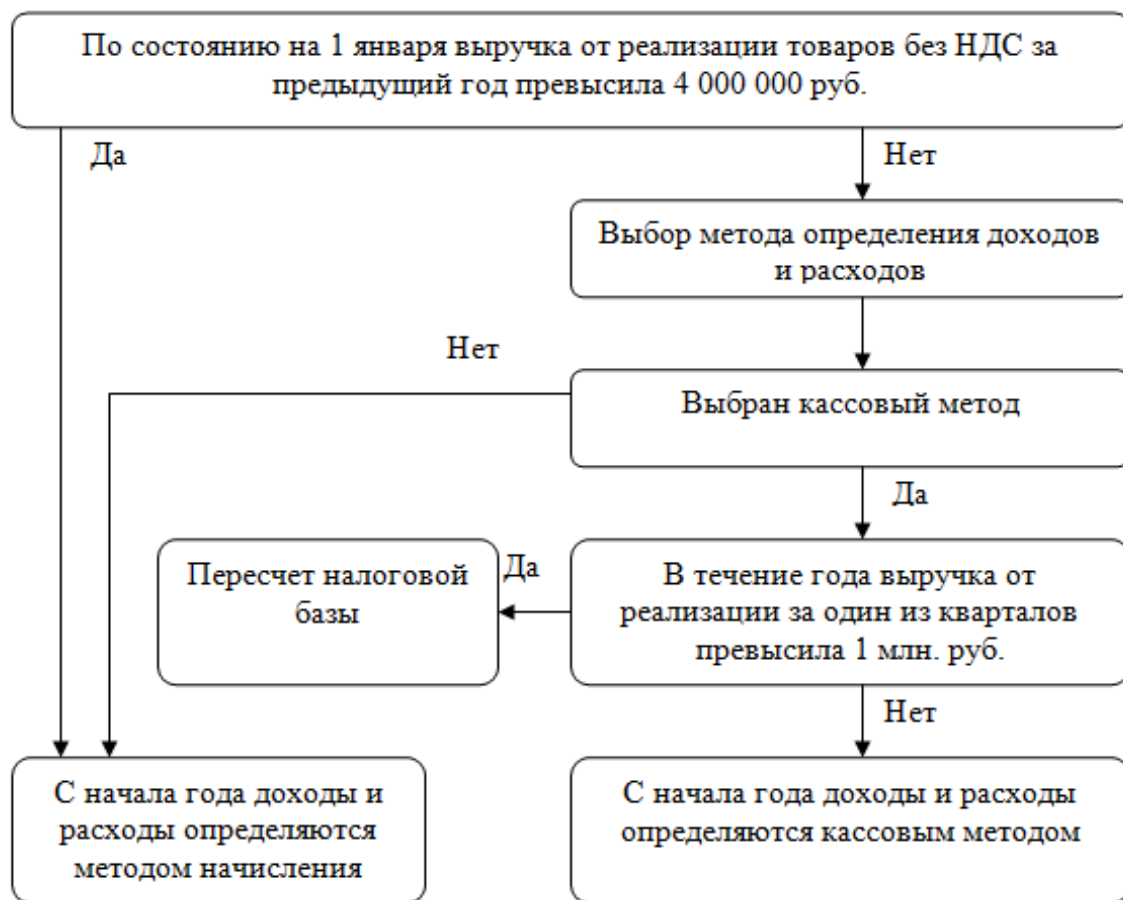 По состоянию на 1 января выручка от реализации товаров без НДС за
предыдущий год превысила 4 000 000 руб.
Да
Нет
Выбор метода определения доходов
и расходов
Нет
Выбран кассовый метод
Да
Пересчет налоговой
базы
Да
В течение года выручка от
реализации за один из кварталов
превысила 1 млн. руб.
Нет
С начала года доходы и
расходы определяются
методом начисления
С начала года доходы и расходы
определяются кассовым методом